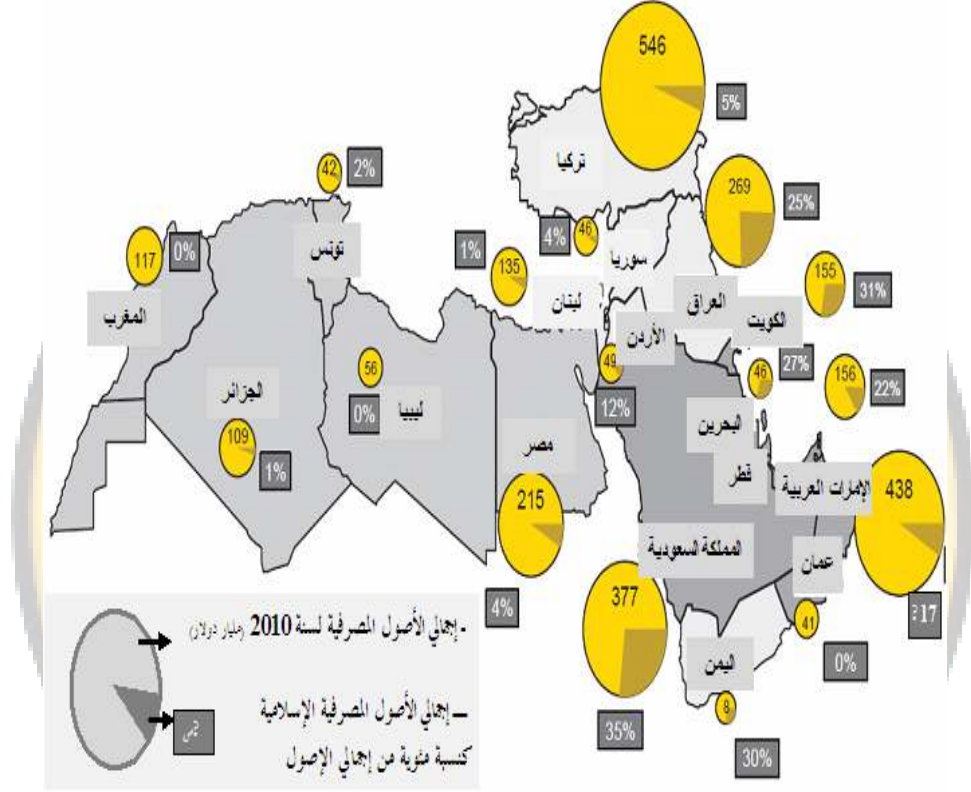 546
5%
تركيا
269
25%
42
2%
46
4%
سوريا
تونس
117
0%
135
1%
155
31%
المغرب
لبنان
العراق
الكويت
الأردن
56
0%
ليبيا
49
12%
46
27%
156
22%
الجزائر
109
1%
مصر
215
4%
البحرين
قطر
الإمارات العربية
438
17
المملكة السعودية
377
35%
عمان
41
0%
اليمن
8
30%
- إجمالي الأصول المصرفية لسنة 2010 (مليار دولار)
— إجمالي الأصول المصرفية الإسلامية
كنسبة مئوية من إجمالي الإصول